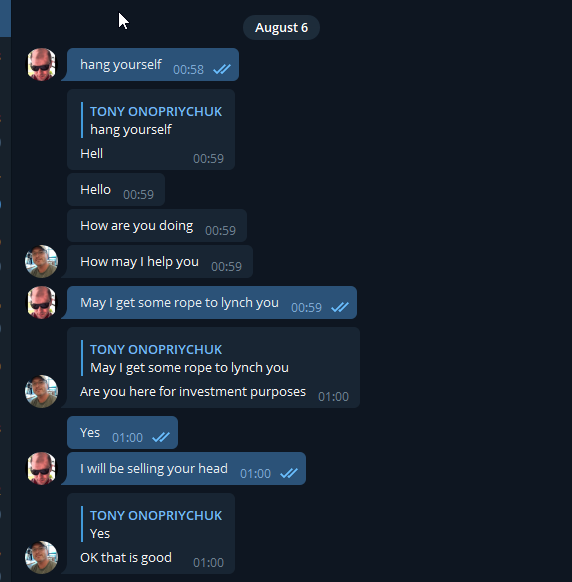 August 6
hang yourself 00:58
TONY ONOPRIYCHUK
hang yourself
Hell 00:59
Hello 00:59
How are you doing 00:59
How may I help you 00:59
May I get some rope to lynch you 00:59
TONY ONOPRIYCHUK
May I get some rope to lynch you
Are you here for investment purposes 01:00
Yes 01:00
I will be selling your head 01:00
TONY ONOPRIYCHUK
Yes
OK that is good 01:00